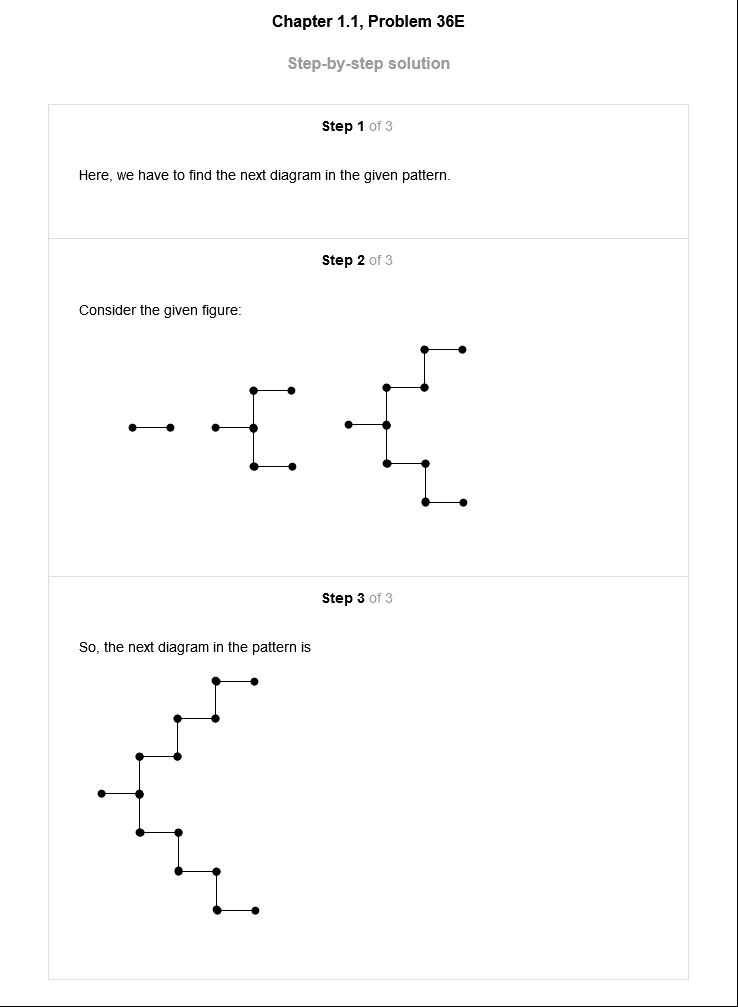 Chapter 1.1, Problem 36E
Step-by-step solution
Step 1 of 3
Here, we have to find the next diagram in the given pattern.
Step 2 of 3
Consider the given figure:
Step 3 of 3
So, the next diagram in the pattern is